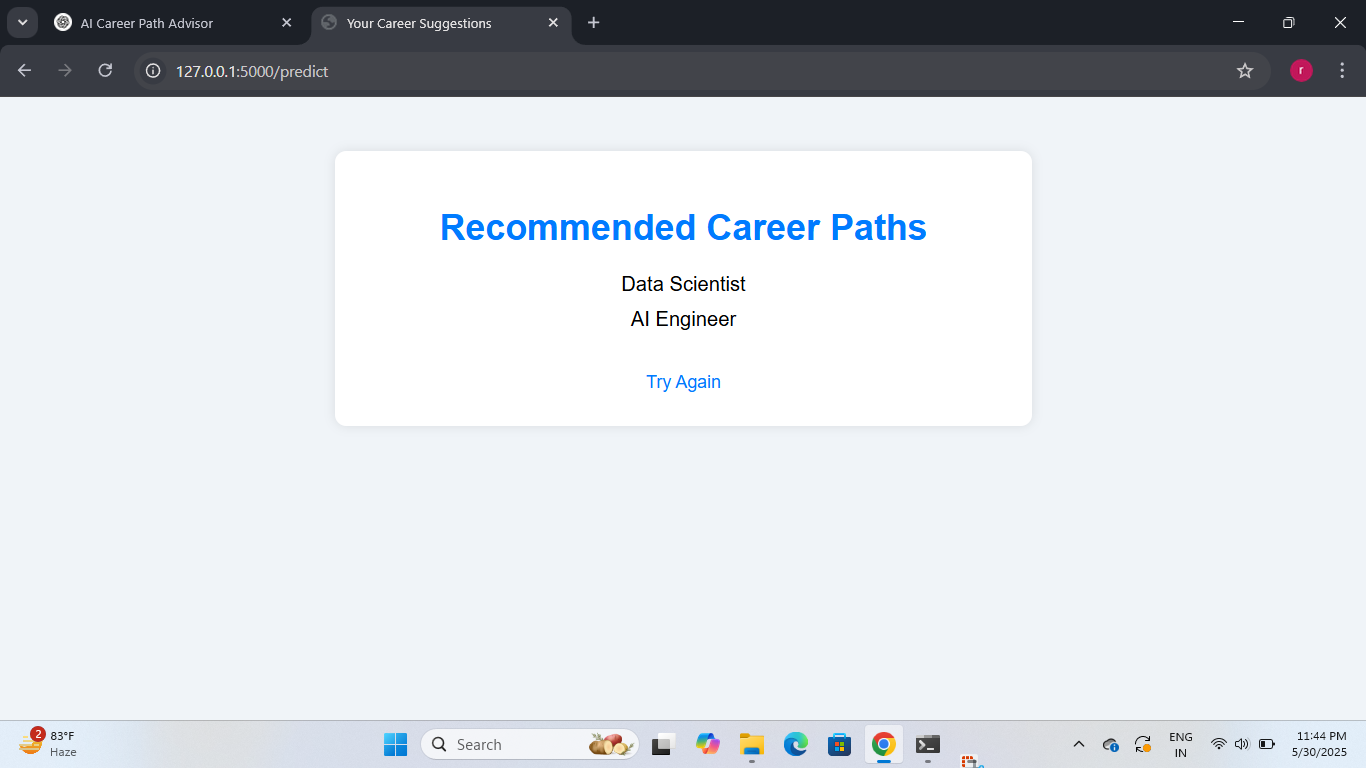 AI Career Path Advisor
Your Career Suggestions
127.0.0.1:5000/predict
r
Recommended Career Paths
Data Scientist
AI Engineer
Try Again
2
83°F
Haze
Search
ENG
IN
11:44 PM
5/30/2025